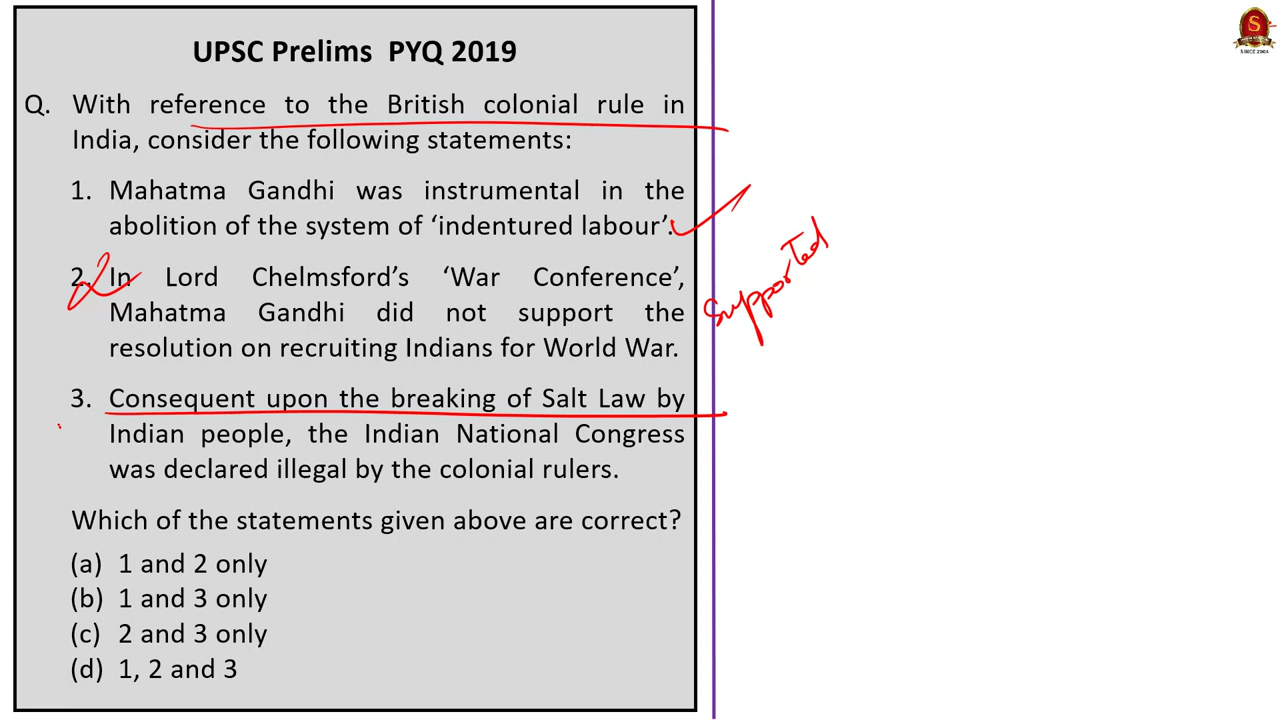 UPSC Prelims PYQ 2019
Q. With reference to the British colonial rule in
India, consider the following statements:
1. Mahatma Gandhi was instrumental in the
abolition of the system of ‘indentured labour’.
2. In Lord Chelmsford’s ‘War Conference’,
Mahatma Gandhi did not support the
resolution on recruiting Indians for World War.
Supported
3. Consequent upon the breaking of Salt Law by
Indian people, the Indian National Congress
was declared illegal by the colonial rulers.
Which of the statements given above are correct?
(a) 1 and 2 only
(b) 1 and 3 only
(c) 2 and 3 only
(d) 1, 2 and 3
S